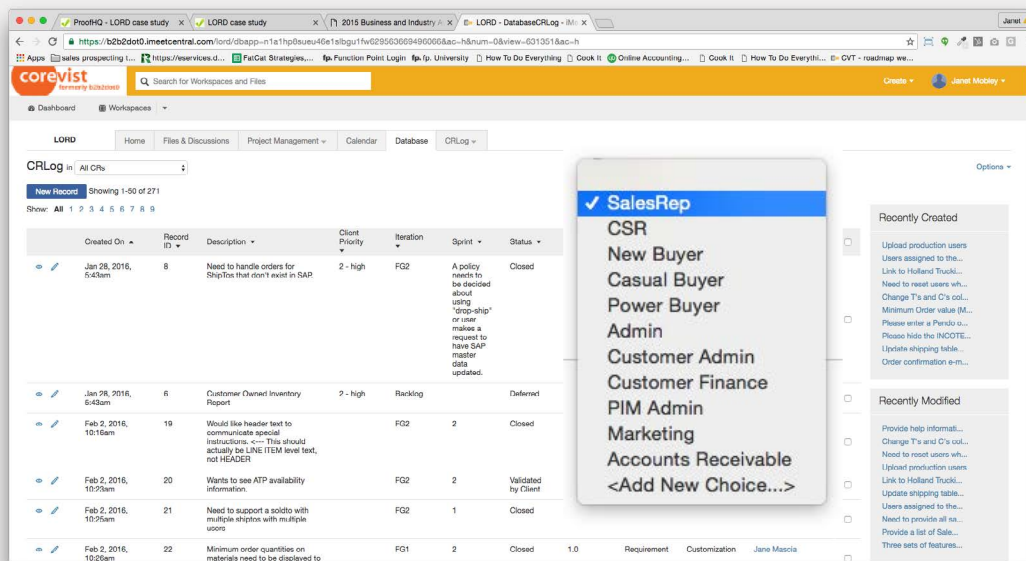 ProofHQ - LORD case study
LORD case study
2015 Business and Industry A
LORD - DatabaseCRLog - iMe
Janet
https://b2b2dot0.imeetcentral.com/lord/dbapp=n1a1hp8sueu46e1slbgu1fw629563669496066&ac=h&num=0&view=631351&ac=h
Apps sales prospecting t... https://eservices.d... FatCat Strategies,... fp. Function Point Login fp. fp. University How To Do Everything Cook It Online Accounting... Cook It How To Do Everythi... CVT - roadmap we...
corevist
formerly b2b2dot0
Search for Workspaces and Files
Create
Janet Mobley
Dashboard Workspaces
LORD Home Files & Discussions Project Management Calendar Database CRLog
CRLog in All CRs
Options
New Record Showing 1-50 of 271
Show: All 1 2 3 4 5 6 7 8 9
Created On Record ID Description Client Priority Iteration Sprint Status
Jan 28, 2016, 5:43am
8
Need to handle orders for
ShipTos that don't exist in SAP.
2 - high
FG2
A policy
needs to
be decided
about
using
"drop-ship"
or user
makes a
request to
have SAP
master
data
updated.
Closed
Jan 28, 2016, 5:43am
6
Customer Owned Inventory
Report
2 - high
Backlog
Deferred
Feb 2, 2016, 10:16am
19
Would like header text to
communicate special
instructions. <--- This should
actually be LINE ITEM level text,
not HEADER
FG2
2
Closed
Feb 2, 2016, 10:23am
20
Wants to see ATP availability
information.
FG2
2
Validated
by Client
Feb 2, 2016, 10:25am
21
Need to support a soldto with
multiple shiptos with multiple
users
FG2
1
Closed
Feb 2, 2016, 10:26am
22
Minimum order quantities on
materials need to be displayed to
FG1
2
Closed
1.0
Requirement
Customization
Jane Mascia
SalesRep
CSR
New Buyer
Casual Buyer
Power Buyer
Admin
Customer Admin
Customer Finance
PIM Admin
Marketing
Accounts Receivable
<Add New Choice...>
Recently Created
Upload production users
Users assigned to the...
Link to Holland Trucki...
Need to reset users wh...
Change T's and C's col...
Minimum Order value (M...
Please enter a Pendo u...
Please hide the INCOTE...
Update shipping table...
Order confirmation e-m...
Recently Modified
Provide help informati...
Change T's and C's col...
Need to reset users wh...
Upload production users
Link to Holland Trucki...
Update shipping table...
Users assigned to the...
Need to provide all sa...
Provide a list of Sale...
Three sets of features...